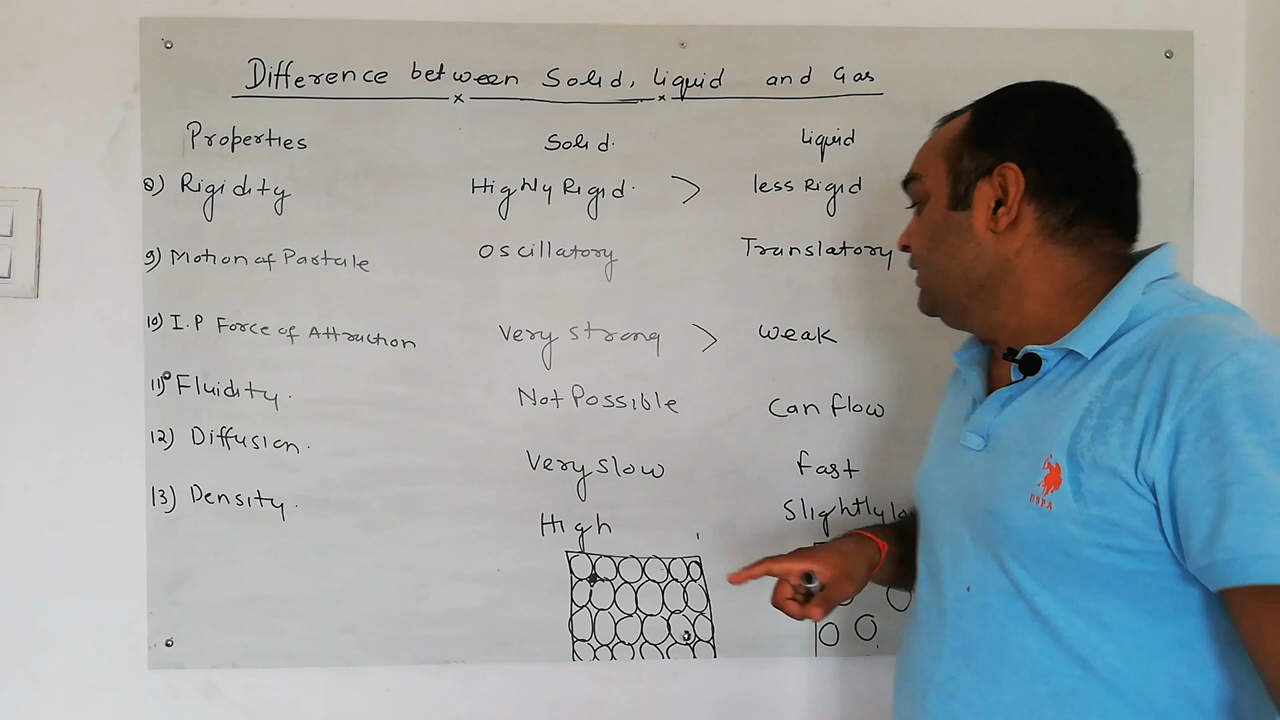 Difference between Solid, Liquid and Gas
Properties Solid. Liquid
8) Rigidity Highly Rigid. > less Rigid
9) Motion of Particle Oscillatory Translatory
10) I.P Force of Attraction Very strong > weak
11) Fluidity. Not Possible Can flow
12) Diffusion. Very slow fast
13) Density. High Slightly
USPA